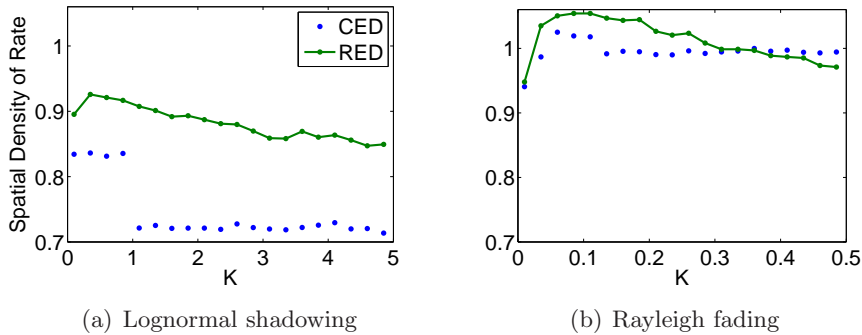 Spatial Density of Rate
1
0.9
0.8
0.7
0 1 2 3 4 5
K
CED
RED
(a) Lognormal shadowing
1
0.9
0.8
0.7
0 0.1 0.2 0.3 0.4 0.5
K
(b) Rayleigh fading